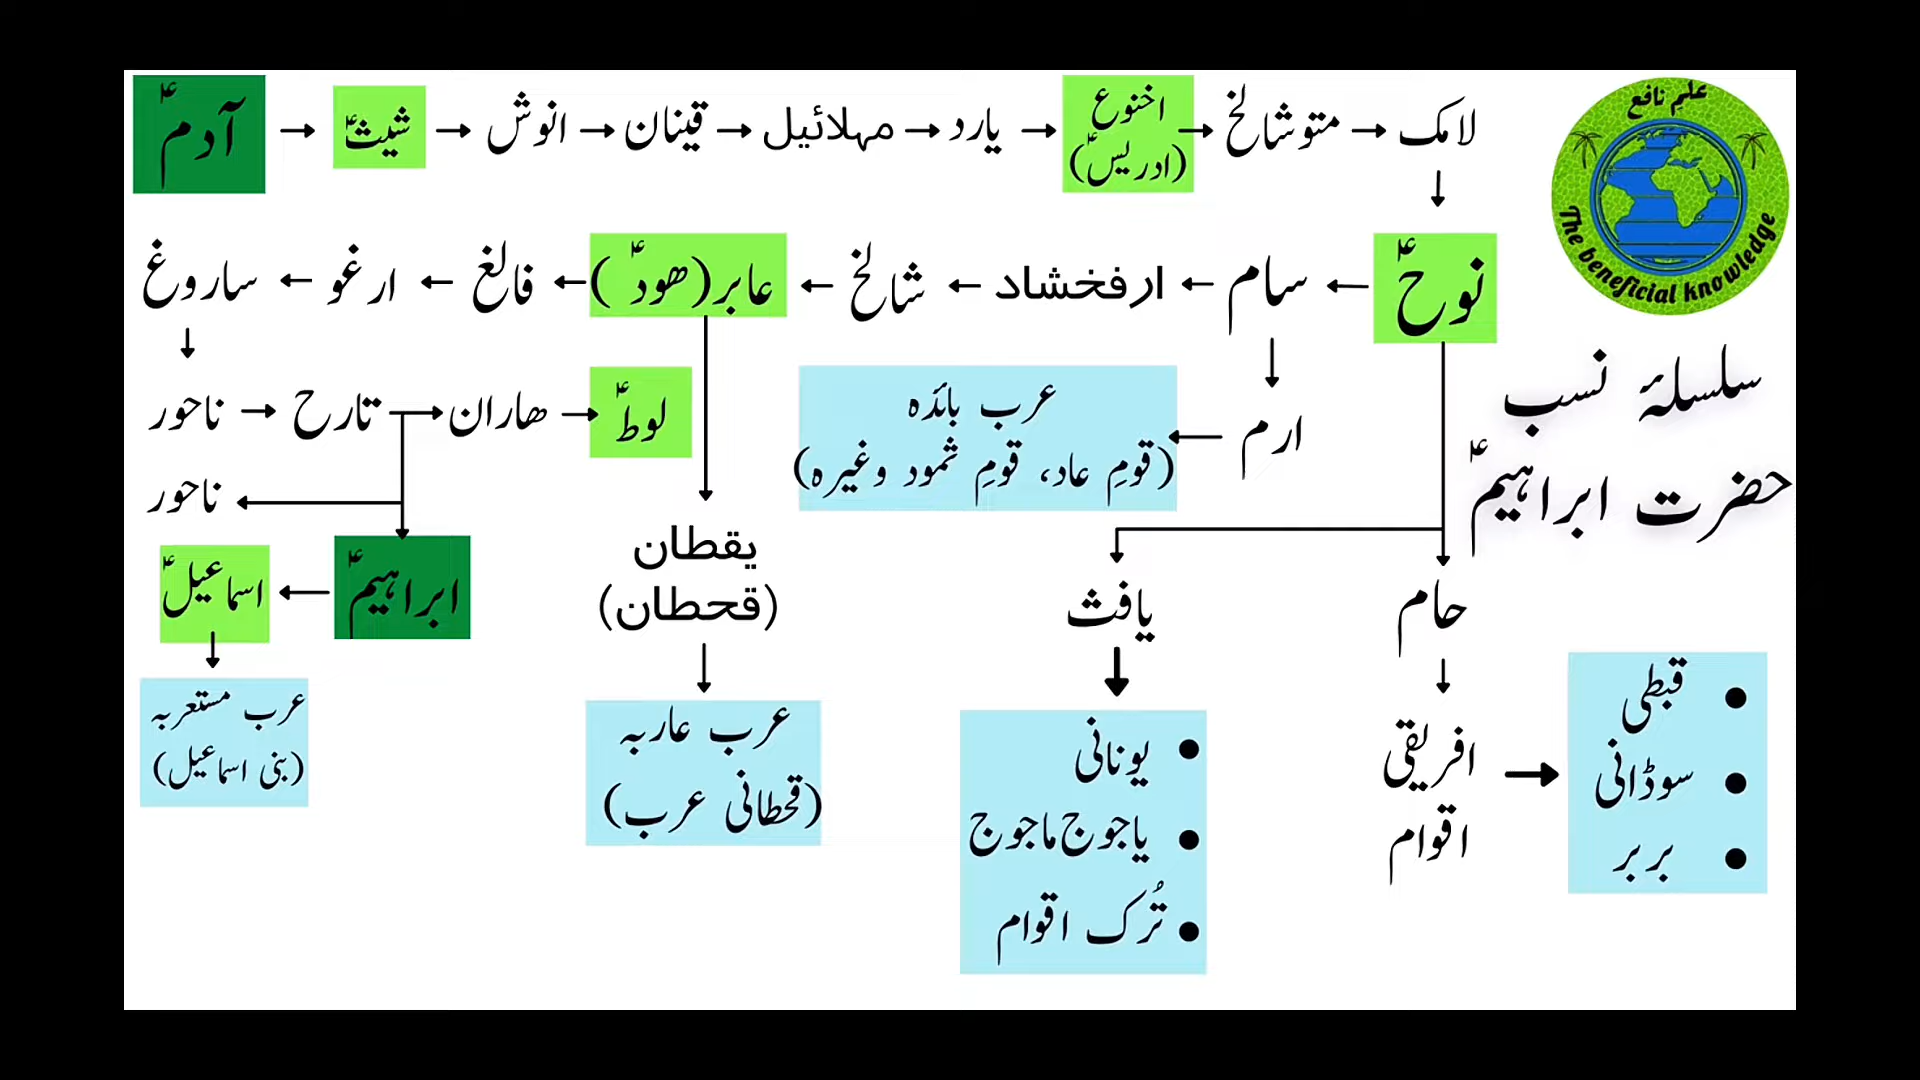 آدمؑ
شیثؑ
انوش
قینان
مہلائیل
یارد
اخنوع
(ادریسؑ)
متوشالخ
لامک
علمِ نافع
The beneficial knowledge
نوحؑ
سام
ارفخشاد
شالخ
عابر(ھودؑ)
فالغ
ارغو
ساروغ
سلسلۂ نسب
حضرت ابراہیمؑ
ناحور
تارح
ھاران
لوطؑ
ارم
عرب بائدہ
(قومِ عاد، قومِ ثمود وغیرہ)
ناحور
ابراہیمؑ
اسماعیلؑ
عرب مستعربہ
(بنی اسماعیل)
یقطان
(قحطان)
عرب عاربہ
(قحطانی عرب)
یافث
یونانی
یاجوج ماجوج
تُرک اقوام
حام
افریقی
اقوام
قبطی
سوڈانی
بربر